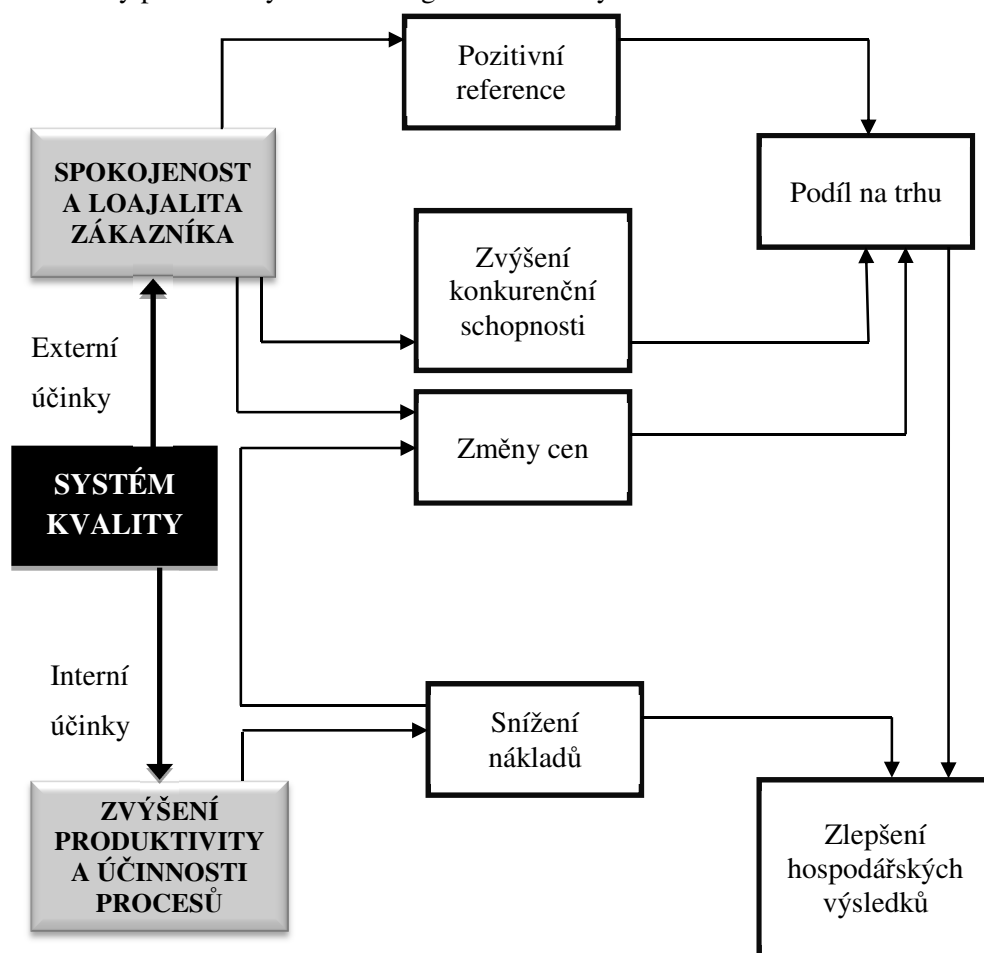 Pozitivní
reference
SPOKOJENOST
A LOAJALITA
ZÁKAZNÍKA
Podíl na trhu
Zvýšení
konkurenční
schopnosti
Externí
účinky
Změny cen
SYSTÉM
KVALITY
Interní
účinky
Snížení
nákladů
ZVÝŠENÍ
PRODUKTIVITY
A ÚČINNOSTI
PROCESŮ
Zlepšení
hospodářských
výsledků